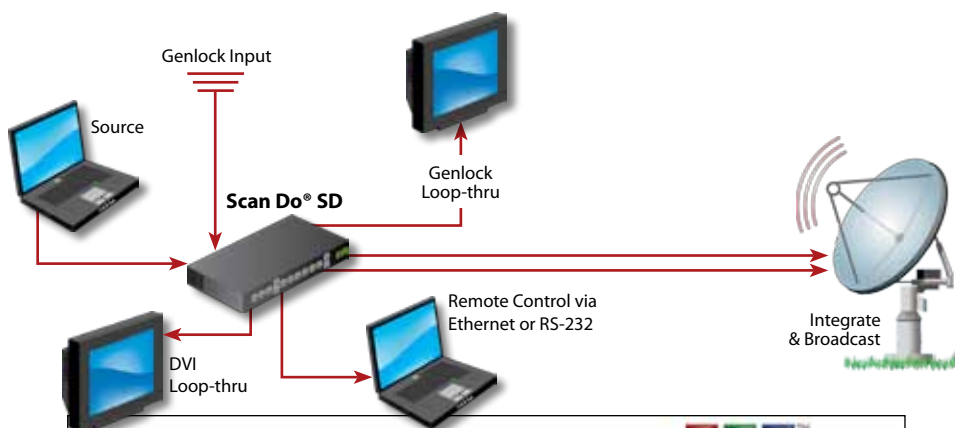 Genlock Input
Source
Genlock
Loop-thru
Scan Do® SD
Remote Control via
Ethernet or RS-232
Integrate
& Broadcast
DVI
Loop-thru